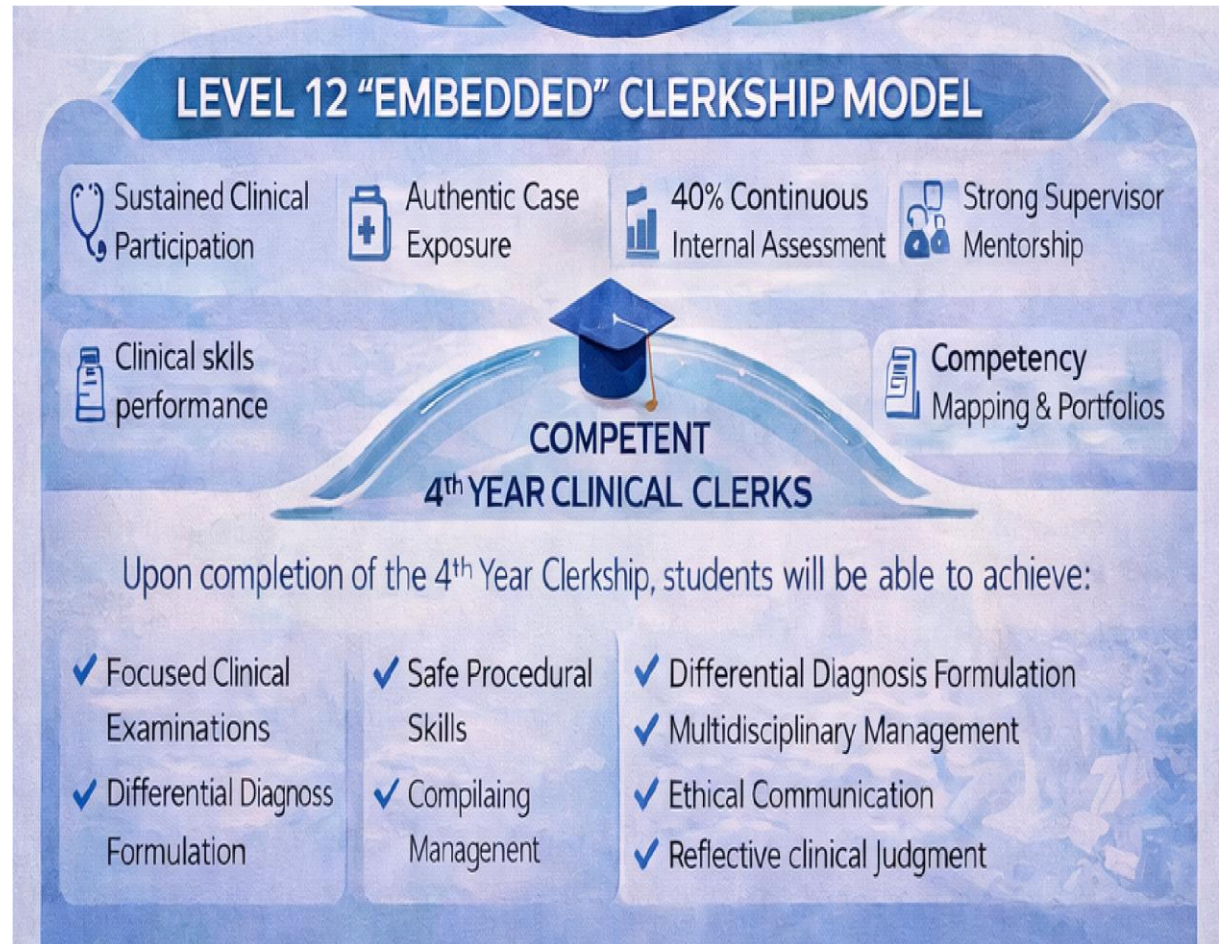 LEVEL 12 “EMBEDDED” CLERKSHIP MODEL
Sustained Clinical
Participation
Authentic Case
Exposure
40% Continuous
Internal Assessment
Strong Supervisor
Mentorship
Clinical sklls
performance
Competency
Mapping & Portfolios
COMPETENT
4th YEAR CLINICAL CLERKS
Upon completion of the 4th Year Clerkship, students will be able to achieve:
✓ Focused Clinical
Examinations
✓ Differential Diagnoss
Formulation
✓ Safe Procedural
Skills
✓ Compilaing
Managenent
✓ Differential Diagnosis Formulation
✓ Multidisciplinary Management
✓ Ethical Communication
✓ Reflective clinical Judgment